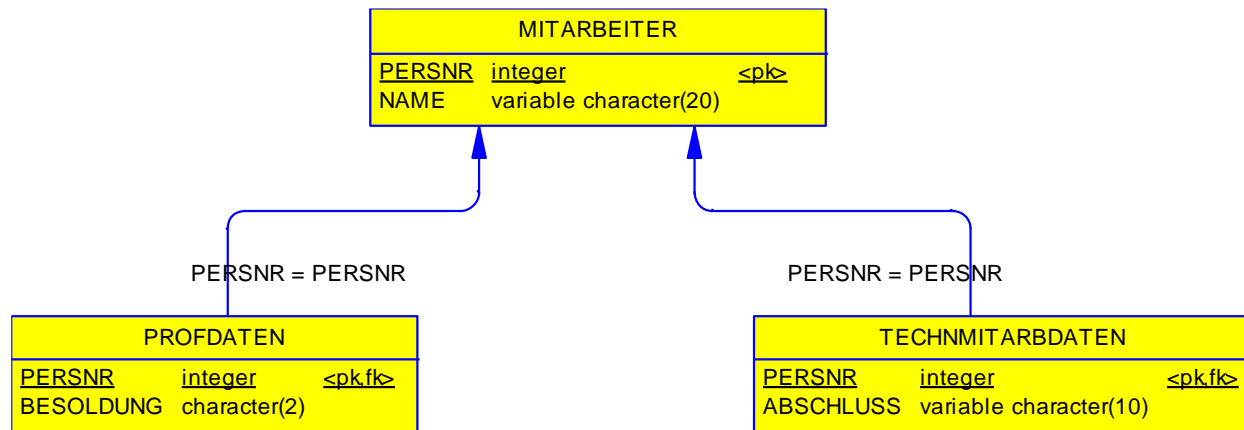 MITARBEITER
PERSNR integer <pk>
NAME variable character(20)
PERSNR = PERSNR
PERSNR = PERSNR
PROFDATEN
PERSNR integer <pk,fk>
BESOLDUNG character(2)
TECHNMITARBDATEN
PERSNR integer <pk,fk>
ABSCHLUSS variable character(10)